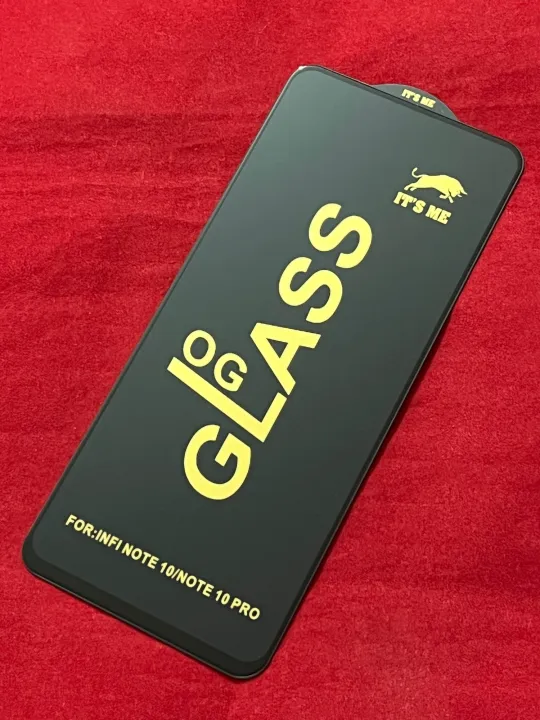 IT'S ME
IT'S ME
OG
GLASS
FOR:INFI NOTE 10/NOTE 10 PRO